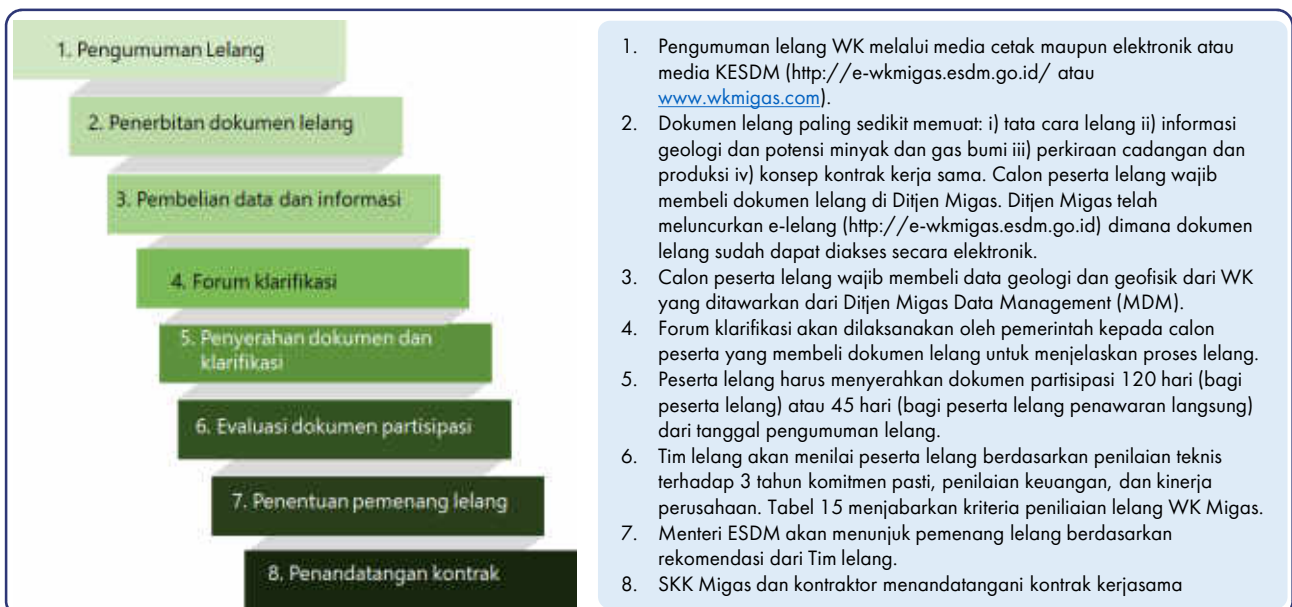 1. Pengumuman Lelang
2. Penerbitan dokumen lelang
3. Pembelian data dan informasi
4. Forum klarifikasi
5. Penyerahan dokumen dan
klarifikasi
6. Evaluasi dokumen partisipasi
7. Penentuan pemenang lelang
8. Penandatangan kontrak
1. Pengumuman lelang WK melalui media cetak maupun elektronik atau
media KESDM (http://e-wkmigas.esdm.go.id/ atau
www.wkmigas.com).
2. Dokumen lelang paling sedikit memuat: i) tata cara lelang ii) informasi
geologi dan potensi minyak dan gas bumi iii) perkiraan cadangan dan
produksi iv) konsep kontrak kerja sama. Calon peserta lelang wajib
membeli dokumen lelang di Ditjen Migas. Ditjen Migas telah
meluncurkan e-lelang (http://e-wkmigas.esdm.go.id) dimana dokumen
lelang sudah dapat diakses secara elektronik.
3. Calon peserta lelang wajib membeli data geologi dan geofisik dari WK
yang ditawarkan dari Ditjen Migas Data Management (MDM).
4. Forum klarifikasi akan dilaksanakan oleh pemerintah kepada calon
peserta yang membeli dokumen lelang untuk menjelaskan proses lelang.
5. Peserta lelang harus menyerahkan dokumen partisipasi 120 hari (bagi
peserta lelang) atau 45 hari (bagi peserta lelang penawaran langsung)
dari tanggal pengumuman lelang.
6. Tim lelang akan menilai peserta lelang berdasarkan penilaian teknis
terhadap 3 tahun komitmen pasti, penilaian keuangan, dan kinerja
perusahaan. Tabel 15 menjabarkan kriteria peniliaian lelang WK Migas.
7. Menteri ESDM akan menunjuk pemenang lelang berdasarkan
rekomendasi dari Tim lelang.
8. SKK Migas dan kontraktor menandatangani kontrak kerjasama